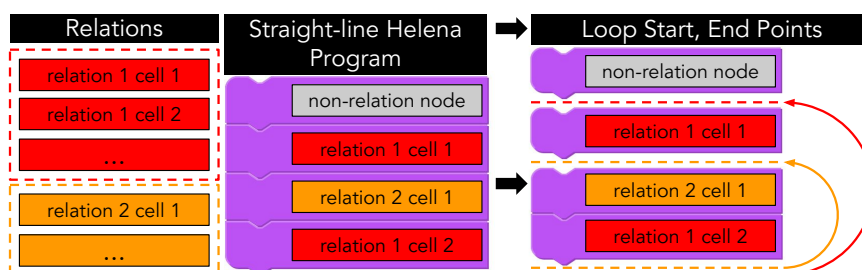 Relations
relation 1 cell 1
relation 1 cell 2
...
relation 2 cell 1
...
Straight-line Helena
Program
non-relation node
relation 1 cell 1
relation 2 cell 1
relation 1 cell 2
Loop Start, End Points
non-relation node
relation 1 cell 1
relation 2 cell 1
relation 1 cell 2